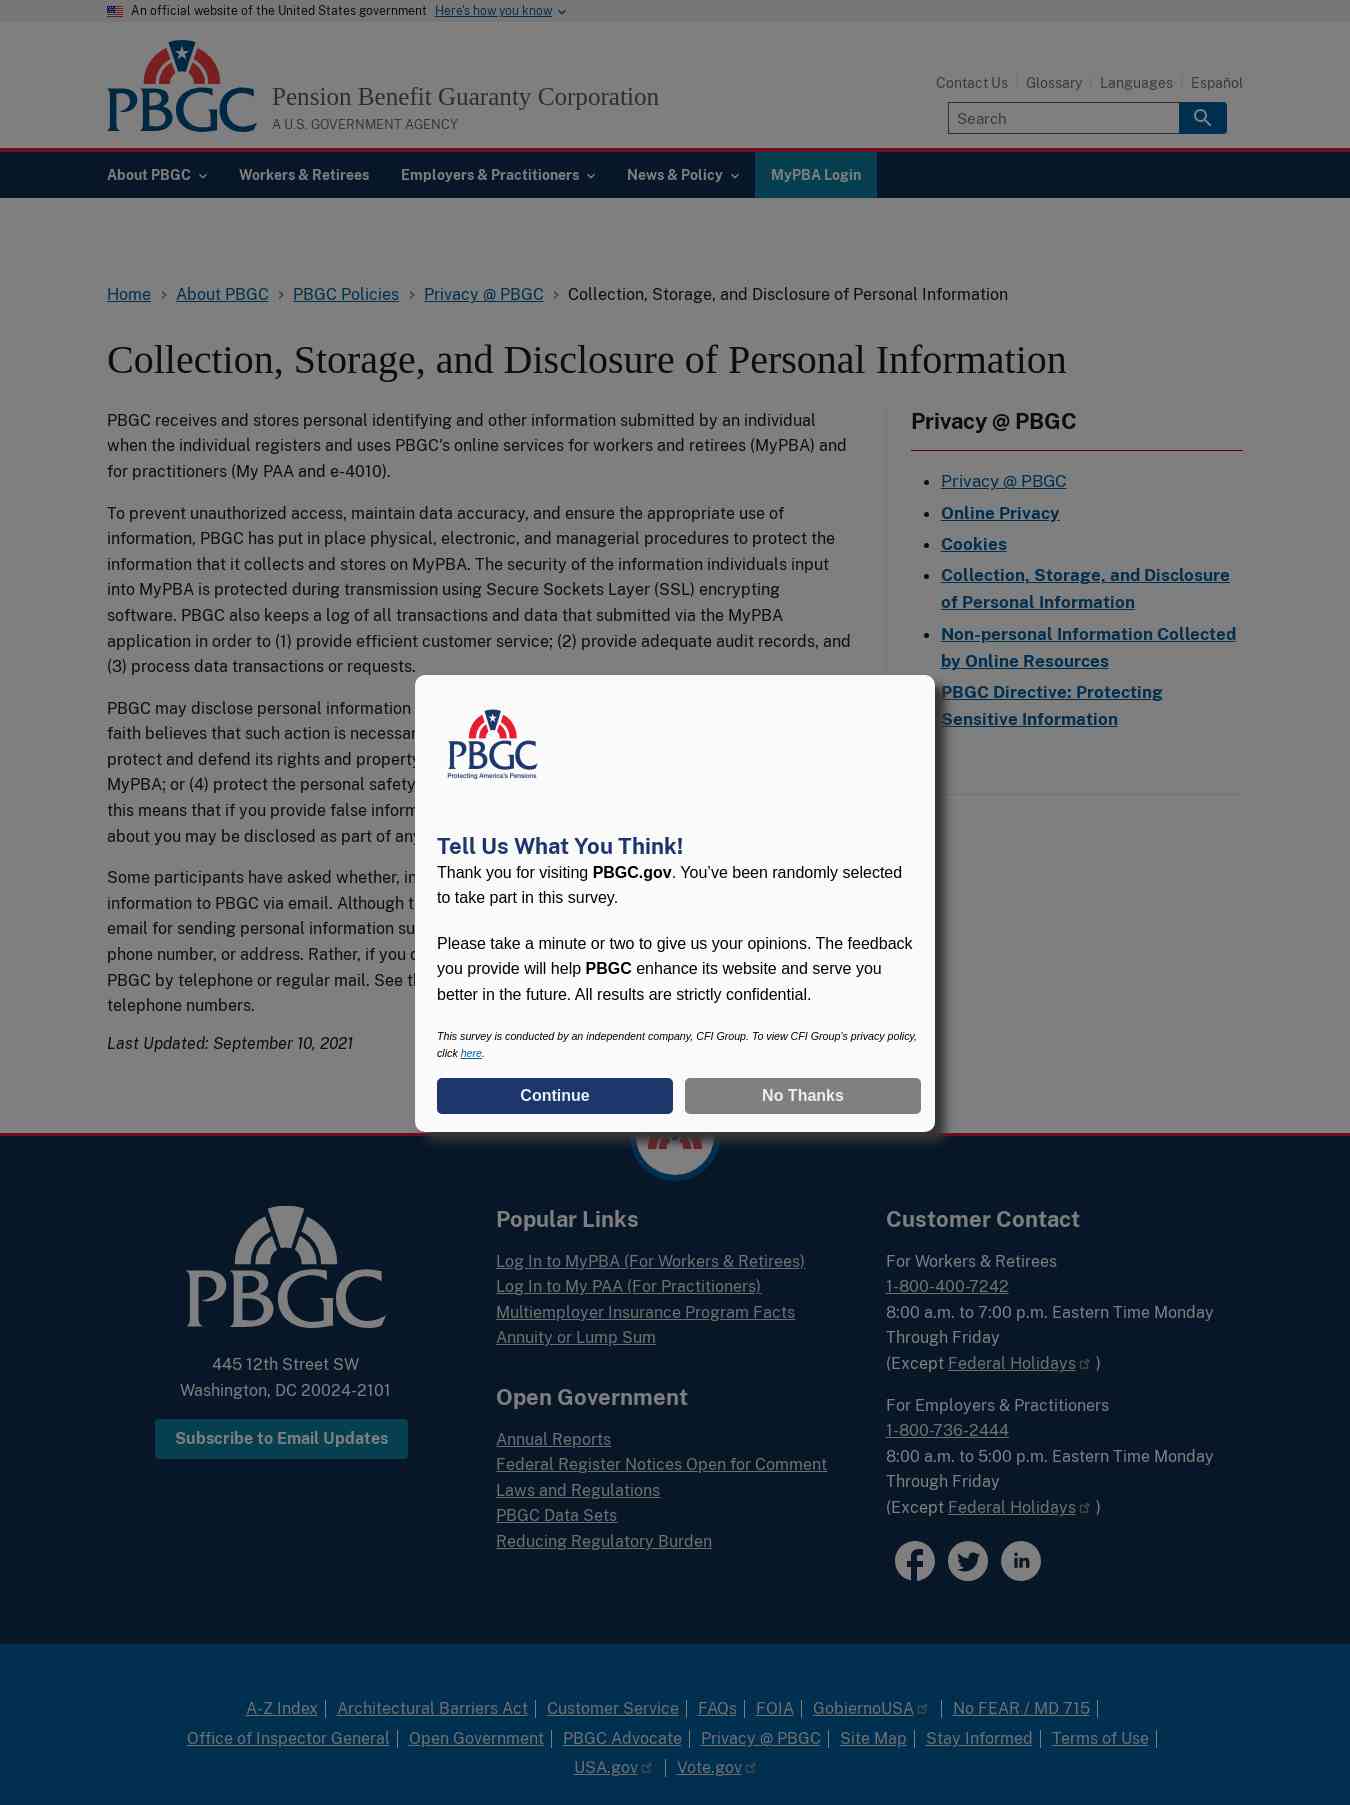 An official website of the United States government Here's how you know
PBGC
Pension Benefit Guaranty Corporation
A U.S. GOVERNMENT AGENCY
Contact Us Glossary Languages Español
Search
About PBGC Workers & Retirees Employers & Practitioners News & Policy MyPBA Login
Home > About PBGC > PBGC Policies > Privacy @ PBGC > Collection, Storage, and Disclosure of Personal Information
Collection, Storage, and Disclosure of Personal Information
PBGC receives and stores personal identifying and other information submitted by an individual
when the individual registers and uses PBGC's online services for workers and retirees (MyPBA) and
for practitioners (My PAA and e-4010).
To prevent unauthorized access, maintain data accuracy, and ensure the appropriate use of
information, PBGC has put in place physical, electronic, and managerial procedures to protect the
information that it collects and stores on MyPBA. The security of the information individuals input
into MyPBA is protected during transmission using Secure Sockets Layer (SSL) encrypting
software. PBGC also keeps a log of all transactions and data that submitted via the MyPBA
application in order to (1) provide efficient customer service; (2) provide adequate audit records, and
(3) process data transactions or requests.
PBGC may disclose personal information
faith believes that such action is
protect and defend its rights and property
MyPBA; or (4) protect the personal safety
this means that if you provide false
about you may be disclosed as part of
Some participants have asked whether,
information to PBGC via email. Although
email for sending personal information
phone number, or address. Rather, if you
PBGC by telephone or regular mail. See
telephone numbers.
Last Updated: September 10, 2021
Privacy @ PBGC
Privacy @ PBGC
Online Privacy
Cookies
Collection, Storage, and Disclosure
of Personal Information
Non-personal Information Collected
by Online Resources
PBGC Directive: Protecting
Sensitive Information
PBGC
Protecting America's Pensions
Tell Us What You Think!
Thank you for visiting PBGC.gov. You've been randomly selected
to take part in this survey.
Please take a minute or two to give us your opinions. The feedback
you provide will help PBGC enhance its website and serve you
better in the future. All results are strictly confidential.
This survey is conducted by an independent company, CFI Group. To view CFI Group's privacy policy,
click here.
Continue No Thanks
PBGC
445 12th Street SW
Washington, DC 20024-2101
Subscribe to Email Updates
Popular Links
Log In to MyPBA (For Workers & Retirees)
Log In to My PAA (For Practitioners)
Multiemployer Insurance Program Facts
Annuity or Lump Sum
Open Government
Annual Reports
Federal Register Notices Open for Comment
Laws and Regulations
PBGC Data Sets
Reducing Regulatory Burden
Customer Contact
For Workers & Retirees
1-800-400-7242
8:00 a.m. to 7:00 p.m. Eastern Time Monday
Through Friday
(Except Federal Holidays )
For Employers & Practitioners
1-800-736-2444
8:00 a.m. to 5:00 p.m. Eastern Time Monday
Through Friday
(Except Federal Holidays )
in
A-Z Index | Architectural Barriers Act | Customer Service | FAQs | FOIA | GobiernoUSA | No FEAR / MD 715 |
Office of Inspector General | Open Government | PBGC Advocate | Privacy @ PBGC | Site Map | Stay Informed | Terms of Use |
USA.gov | Vote.gov